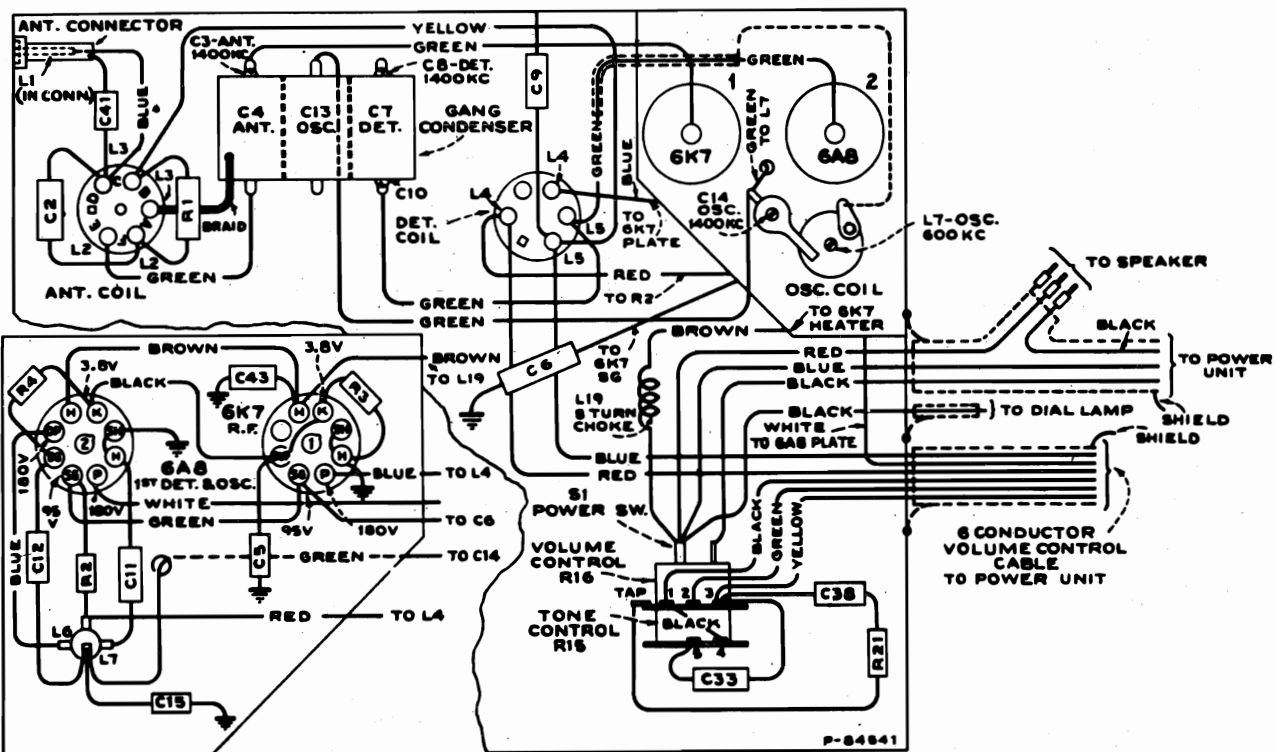 ANT. CONNECTOR
L1
(IN CONN.)
C41
BLUE
L3
C2
D
C
B
L3
A
E
F
R1
BRAID
L2
L2
GREEN
ANT. COIL
YELLOW
GREEN
C3-ANT.
1400KC
C8-DET.
1400KC
C4
ANT.
C13
OSC.
C7
DET.
GANG
CONDENSER
C10
C9
L4
L4
DET.
COIL
L5
L5
GREEN
BLUE
TO
6K7
PLATE
RED
TO R2
GREEN
GREEN
1
GREEN
2
6K7
6A8
GREEN
TO L7
C14
OSC.
1400KC
L7-OSC.
600KC
OSC. COIL
TO 6K7
HEATER
BROWN
TO
6K7
SG
C6
L19
8 TURN
CHOKE
TO SPEAKER
RED
BLUE
BLACK
BLACK
TO POWER
UNIT
SHIELD
BLACK
TO DIAL LAMP
WHITE
TO 6A8 PLATE
SHIELD
BLUE
RED
BLACK
GREEN
YELLOW
6 CONDUCTOR
VOLUME CONTROL
CABLE
TO POWER UNIT
S1
POWER SW.
VOLUME
CONTROL
R16
TAP
1
2
3
TONE
CONTROL
R15
BLACK
4
C38
R21
C33
P-84641
BROWN
3.8V
BLACK
R4
H
K
2
H
SG
P
180V
95
V
180V
6A8
1ST DET. & OSC.
WHITE
GREEN
C43
6K7
R.F.
3.8V
BROWN
TO L19
R3
H
K
1
H
SG
P
BLUE
TO L4
95V
180V
TO C6
C5
GREEN
TO C14
BLUE
C12
R2
C11
RED
TO L4
L6
L7
C15